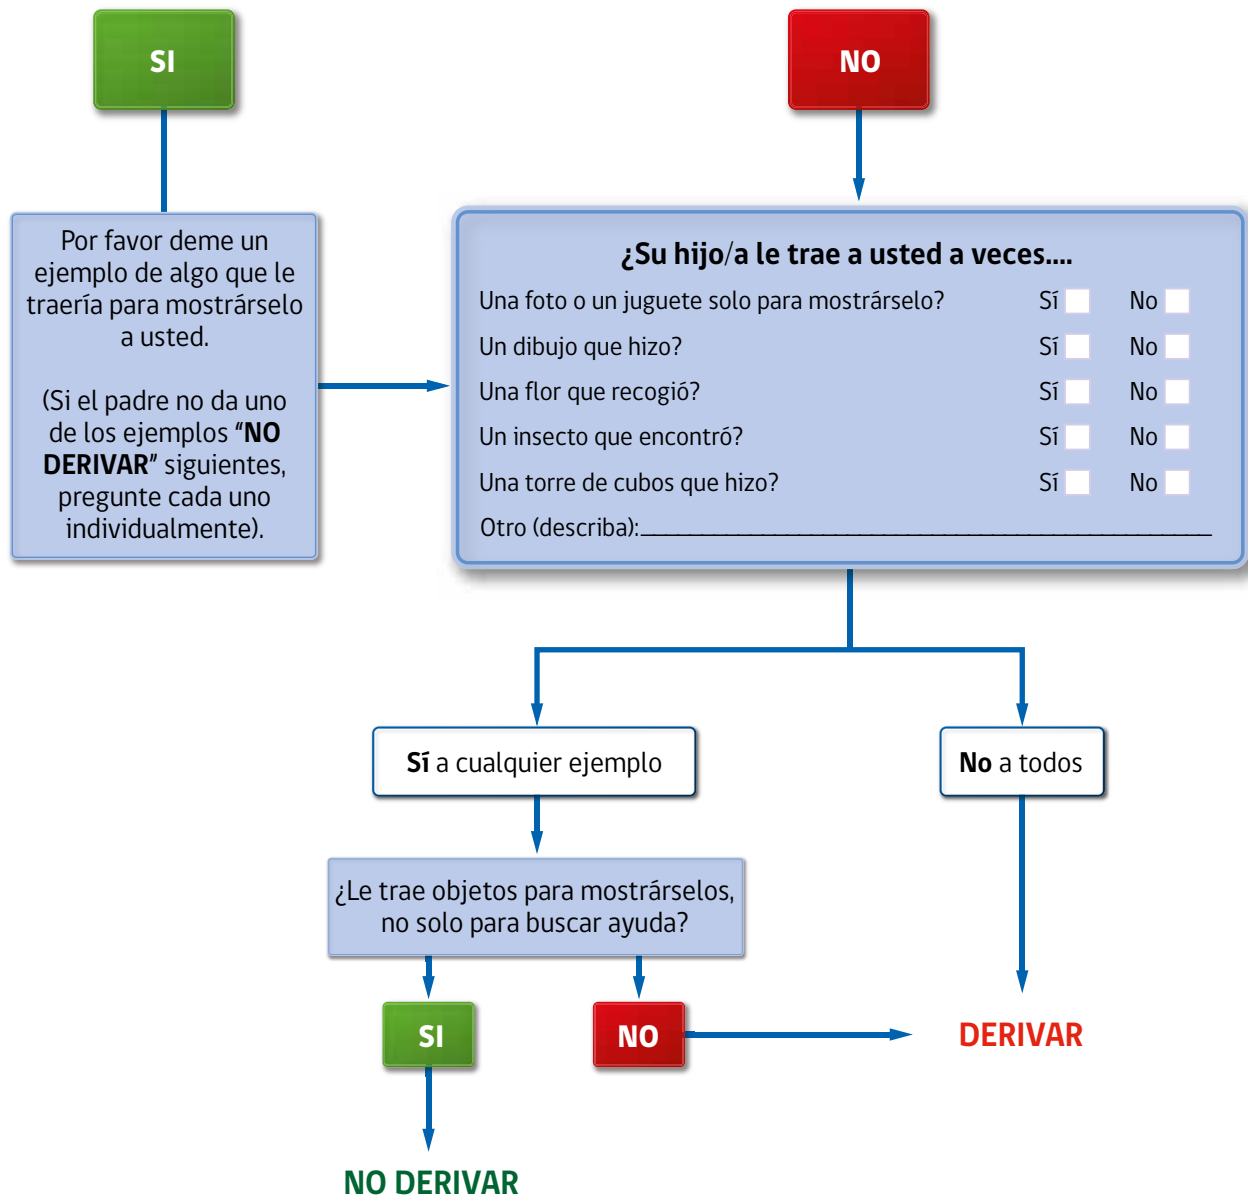 SI
NO
Por favor deme un
ejemplo de algo que le
traería para mostrárselo
a usted.
(Si el padre no da uno
de los ejemplos “NO
DERIVAR” siguientes,
pregunte cada uno
individualmente).
¿Su hijo/a le trae a usted a veces....
Una foto o un juguete solo para mostrárselo? Sí No
Un dibujo que hizo? Sí No
Una flor que recogió? Sí No
Un insecto que encontró? Sí No
Una torre de cubos que hizo? Sí No
Otro (describa):_______________________________________________
Sí a cualquier ejemplo
No a todos
¿Le trae objetos para mostrárselos,
no solo para buscar ayuda?
SI
NO
DERIVAR
NO DERIVAR